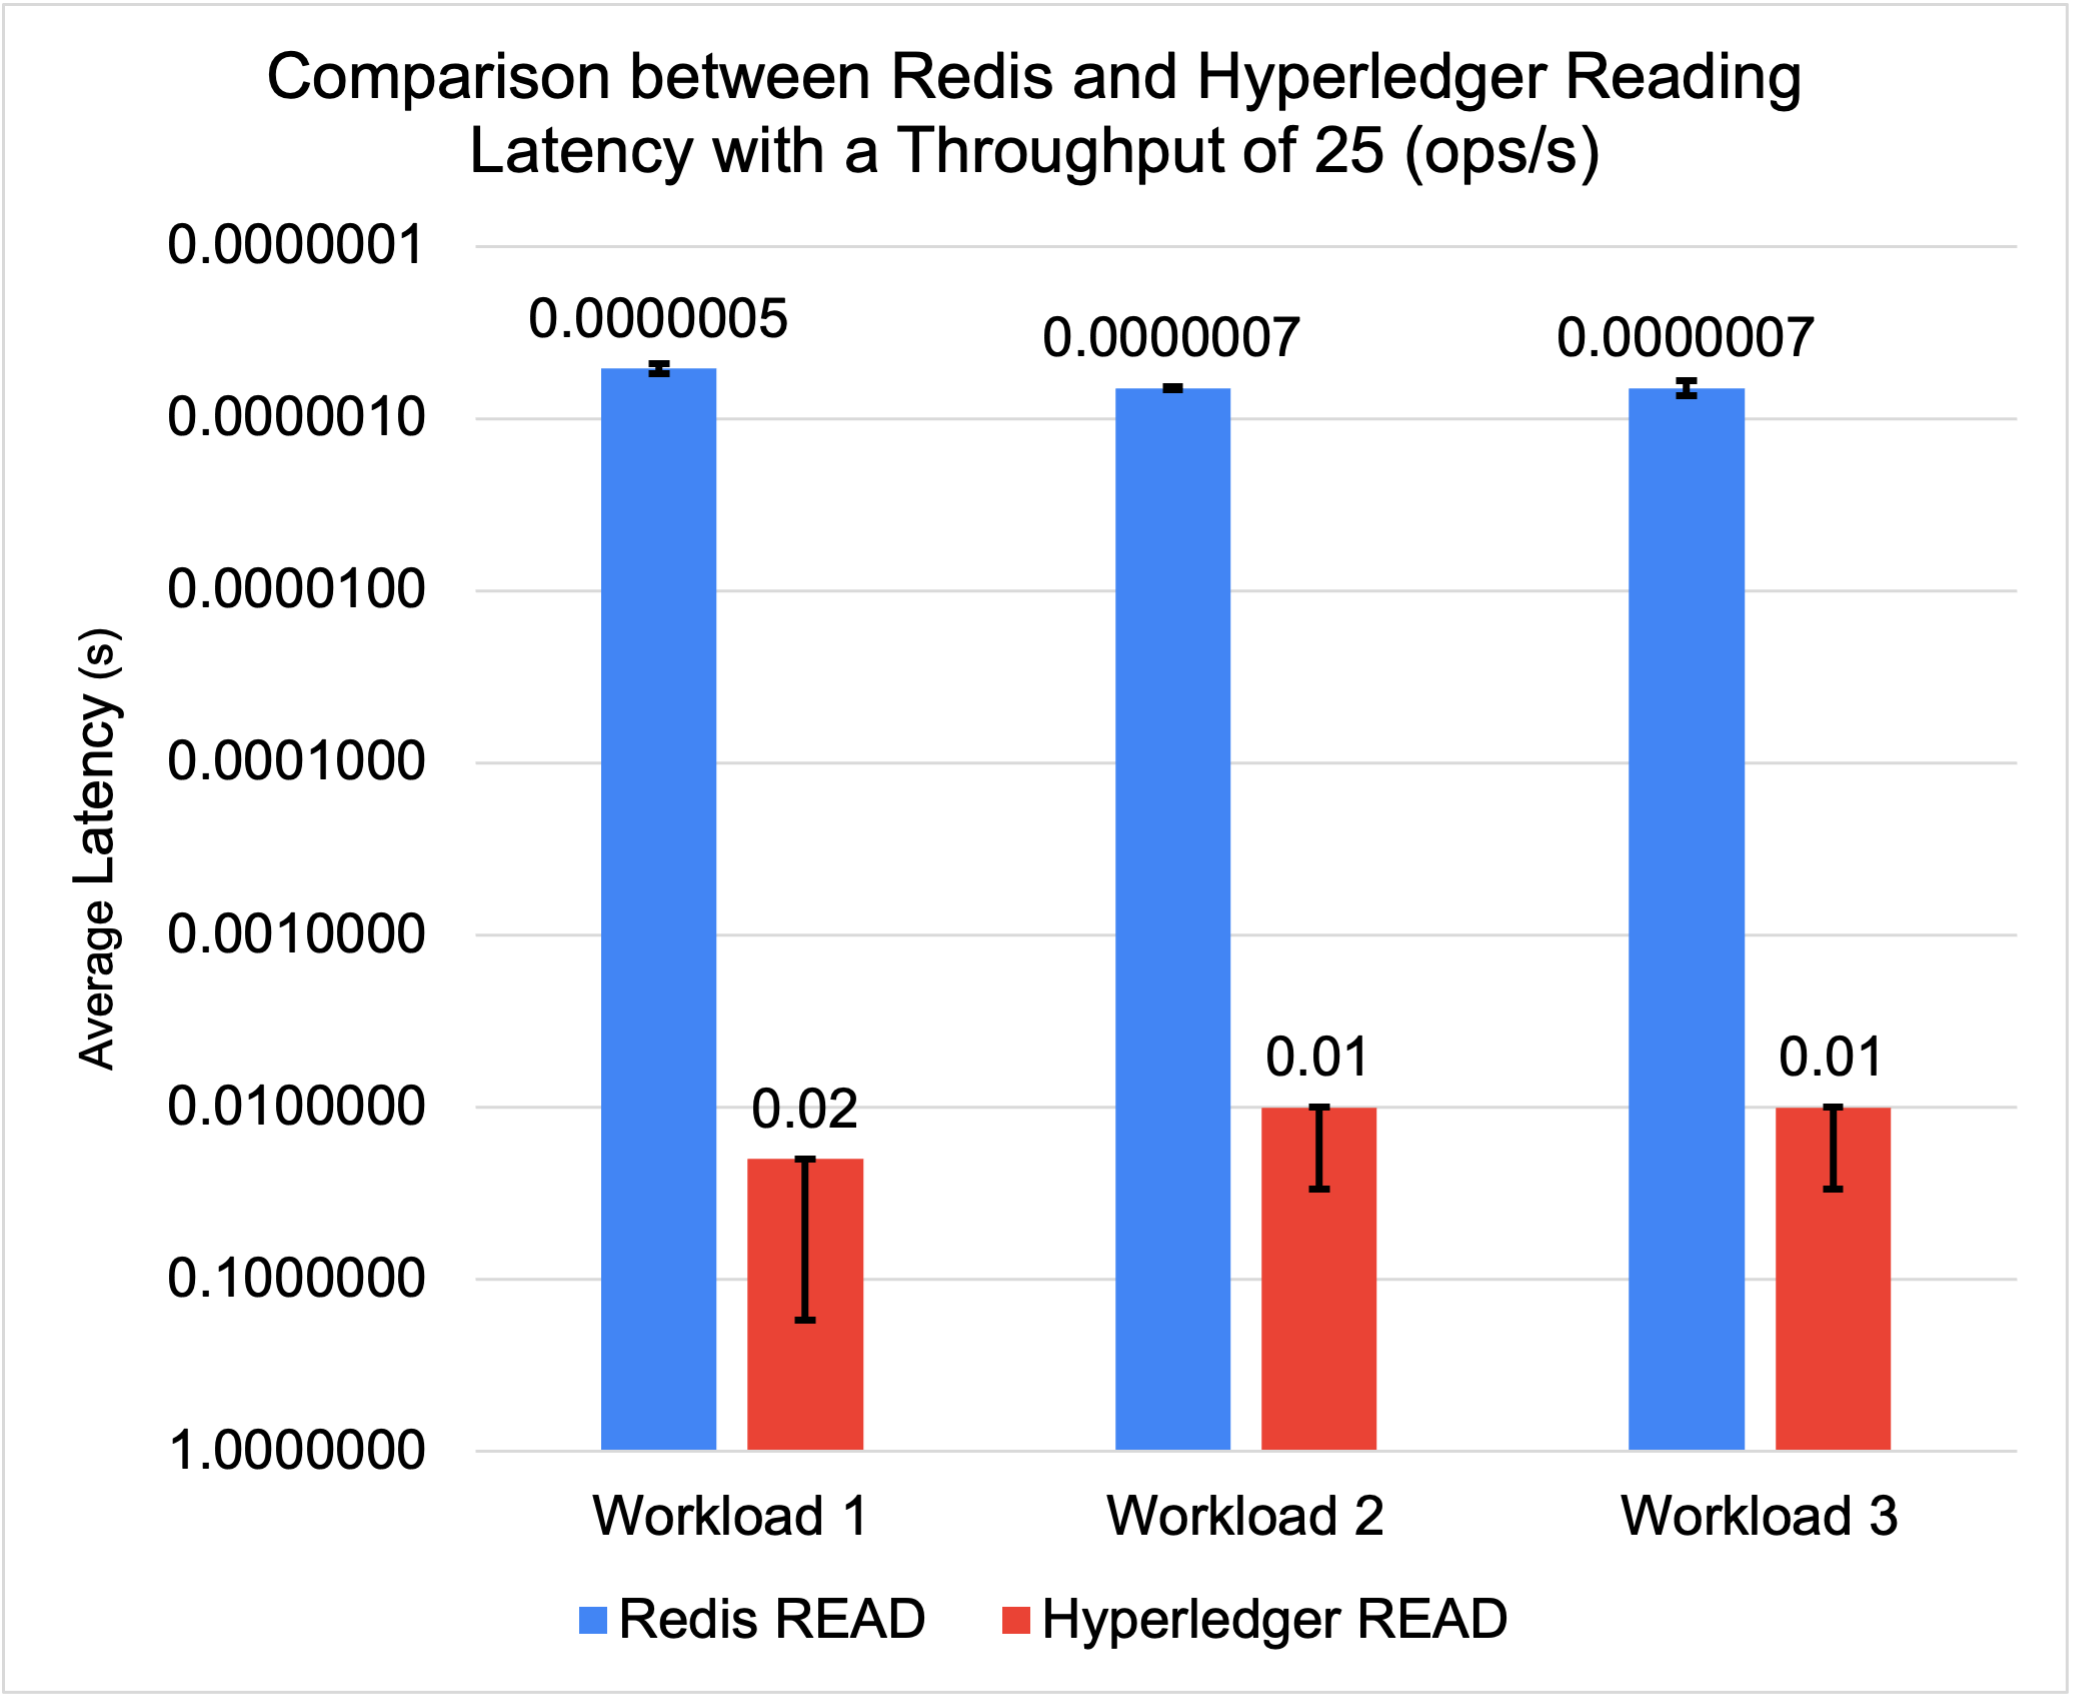 Comparison between Redis and Hyperledger Reading
Latency with a Throughput of 25 (ops/s)
Average Latency (s)
0.0000001
0.0000010
0.0000100
0.0001000
0.0010000
0.0100000
0.1000000
1.0000000
0.0000005
0.02
0.0000007
0.01
0.0000007
0.01
Workload 1
Workload 2
Workload 3
Redis READ
Hyperledger READ